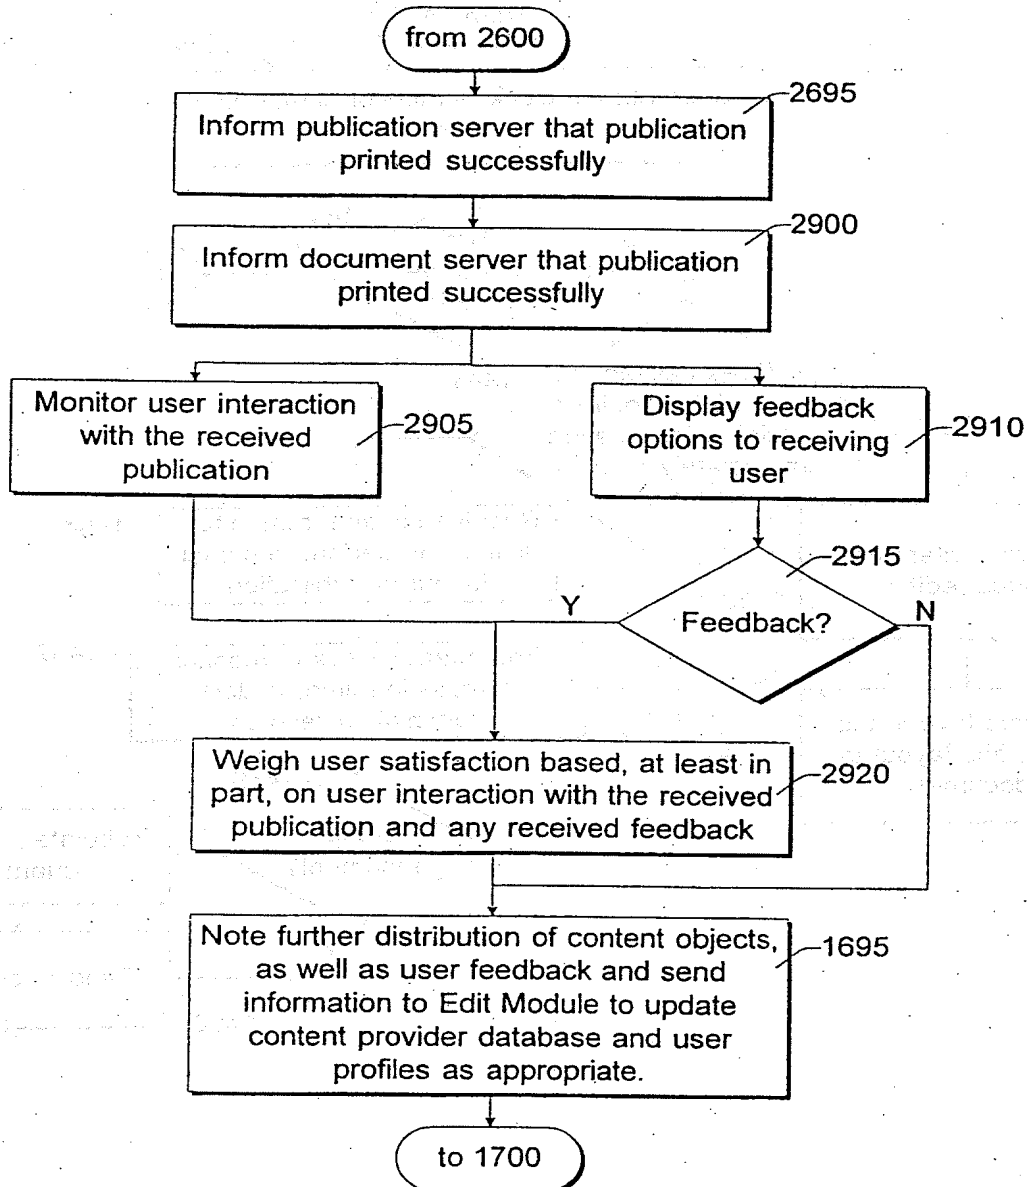 from 2600
2695
Inform publication server that publication
printed successfully
2900
Inform document server that publication
printed successfully
Monitor user interaction
with the received
publication
2905
Display feedback
options to receiving
user
2910
2915
Feedback?
Y
N
Weigh user satisfaction based, at least in
part, on user interaction with the received
publication and any received feedback
2920
Note further distribution of content objects,
as well as user feedback and send
information to Edit Module to update
content provider database and user
profiles as appropriate.
1695
to 1700